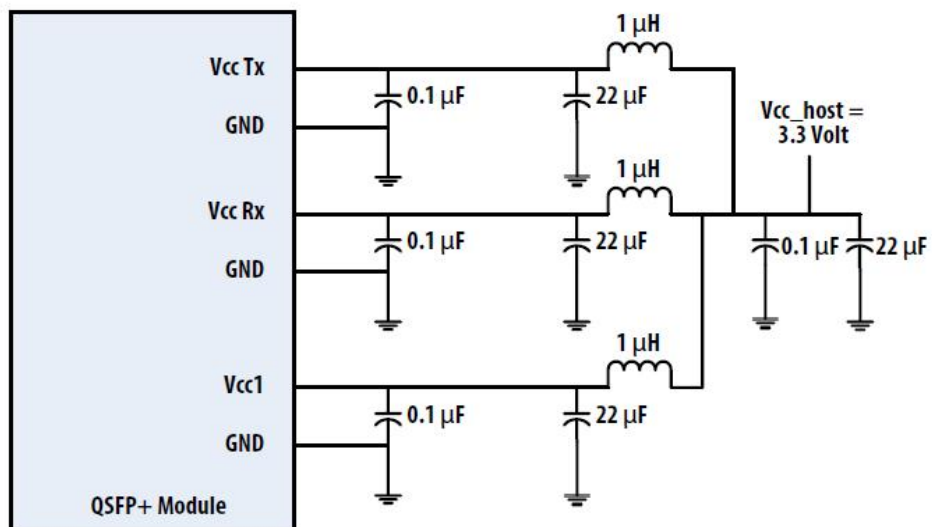 1 μH
Vcc Tx
0.1 μF
22 μF
GND
Vcc_host =
3.3 Volt
1 μH
Vcc Rx
0.1 μF
22 μF
0.1 μF
22 μF
GND
1 μH
Vcc1
0.1 μF
22 μF
GND
QSFP+ Module